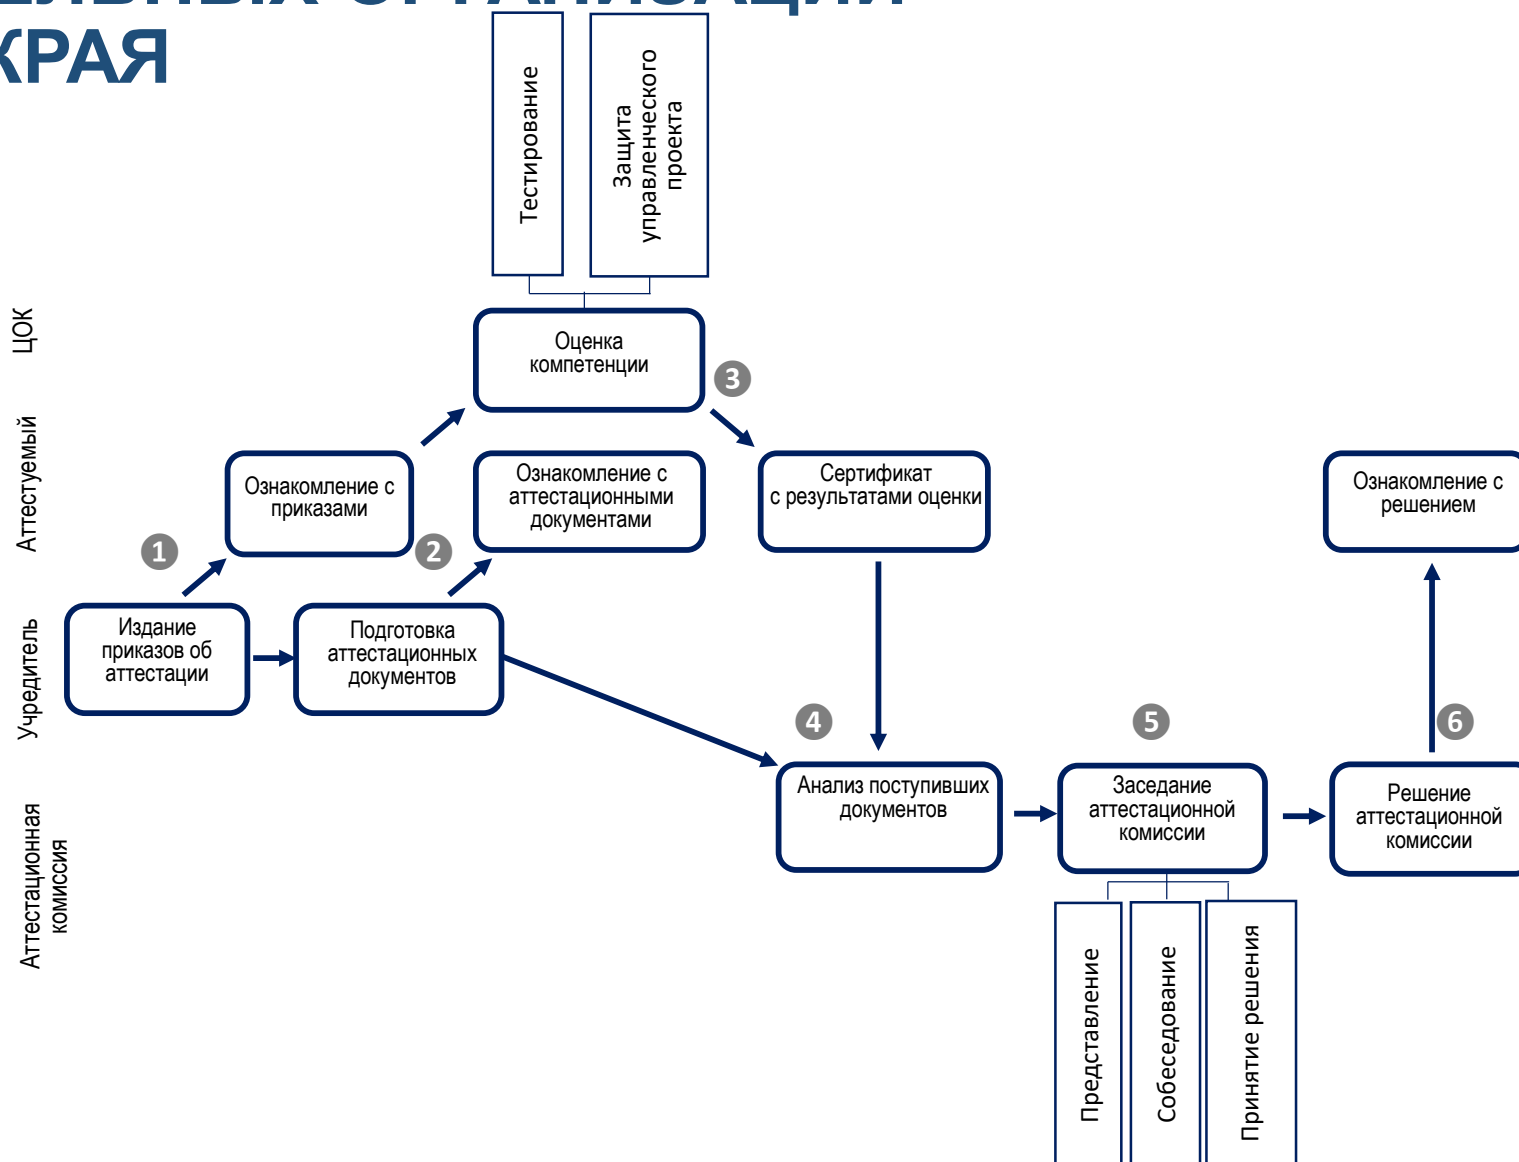 КРАЯ
Тестирование
Защита
управленческого
проекта
ЦОК
Оценка
компетенции
3
Аттестуемый
Ознакомление с
приказами
Ознакомление с
аттестационными
документами
Сертификат
с результатами оценки
Ознакомление с
решением
1
2
Учредитель
Издание
приказов об
аттестации
Подготовка
аттестационных
документов
4
5
6
Аттестационная
комиссия
Анализ поступивших
документов
Заседание
аттестационной
комиссии
Решение
аттестационной
комиссии
Представление
Собеседование
Принятие решения